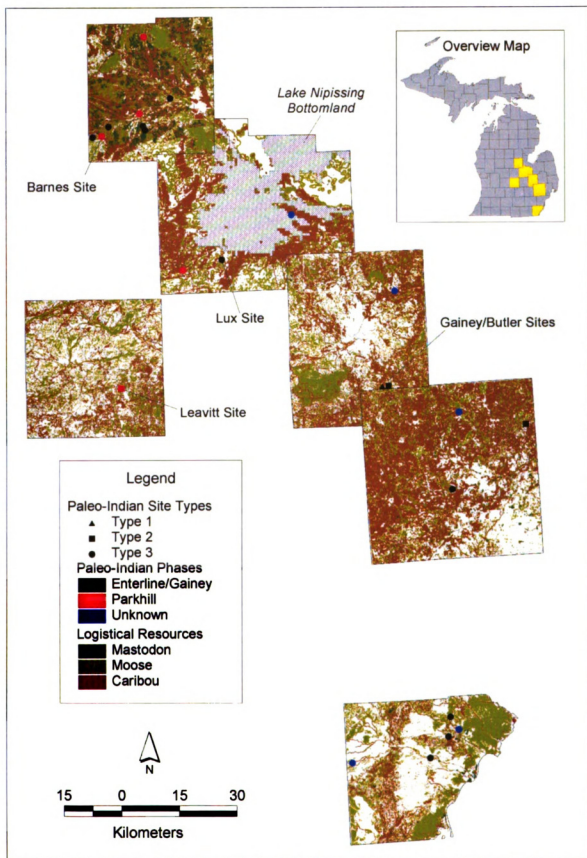 Overview Map
Lake Nipissing
Bottomland
Barnes Site
Lux Site
Gainey/Butler Sites
Leavitt Site
Legend
Paleo-Indian Site Types
Type 1
Type 2
Type 3
Paleo-Indian Phases
Enterline/Gainey
Parkhill
Unknown
Logistical Resources
Mastodon
Moose
Caribou
N
15 0 15 30
Kilometers